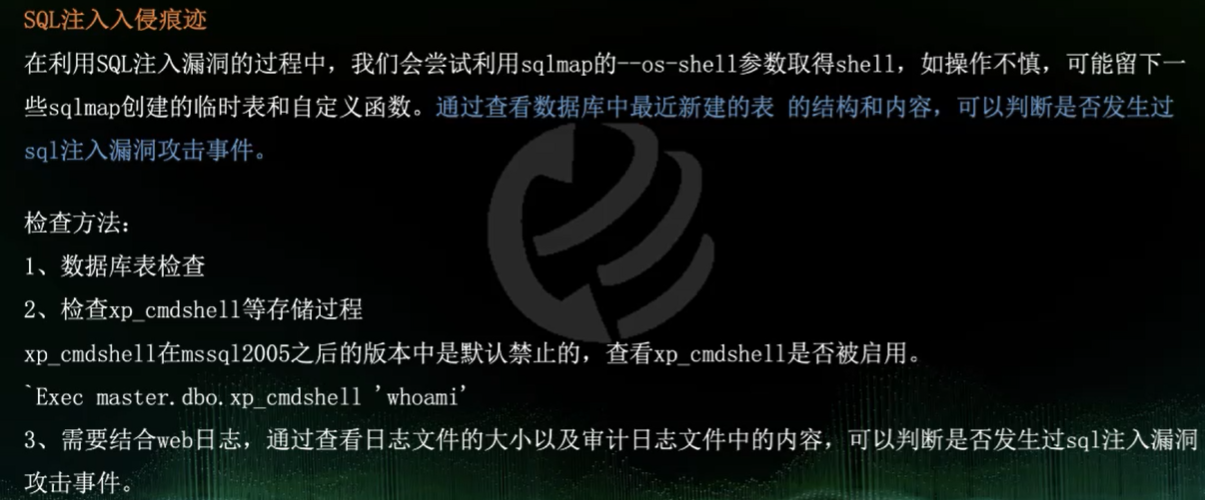 SQL注入入侵痕迹
在利用SQL注入漏洞的过程中，我们会尝试利用sqlmap的--os-shell参数取得shell，如操作不慎，可能留下一
些sqlmap创建的临时表和自定义函数。通过查看数据库中最近新建的表 的结构和内容，可以判断是否发生过
sql注入漏洞攻击事件。
检查方法：
1、数据库表检查
2、检查xp_cmdshell等存储过程
xp_cmdshell在mssql2005之后的版本中是默认禁止的，查看xp_cmdshell是否被启用。
`Exec master.dbo.xp_cmdshell 'whoami'
3、需要结合web日志，通过查看日志文件的大小以及审计日志文件中的内容，可以判断是否发生过sql注入漏洞
攻击事件。